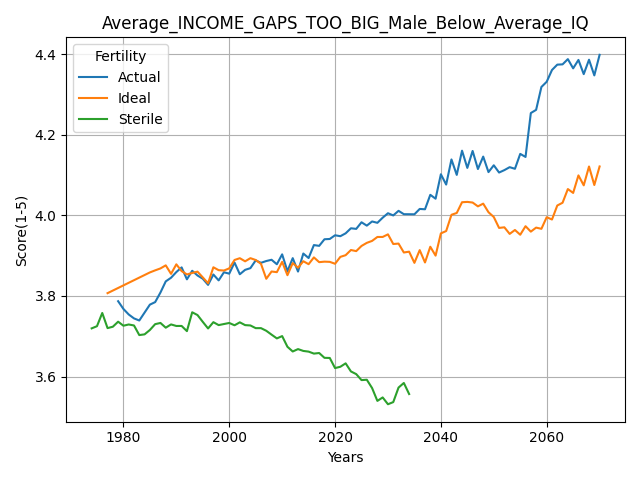 Average_INCOME_GAPS_TOO_BIG_Male_Below_Average_IQ
Fertility
Actual
Ideal
Sterile
Score(1-5)
4.4
4.2
4.0
3.8
3.6
1980 2000 2020 2040 2060
Years